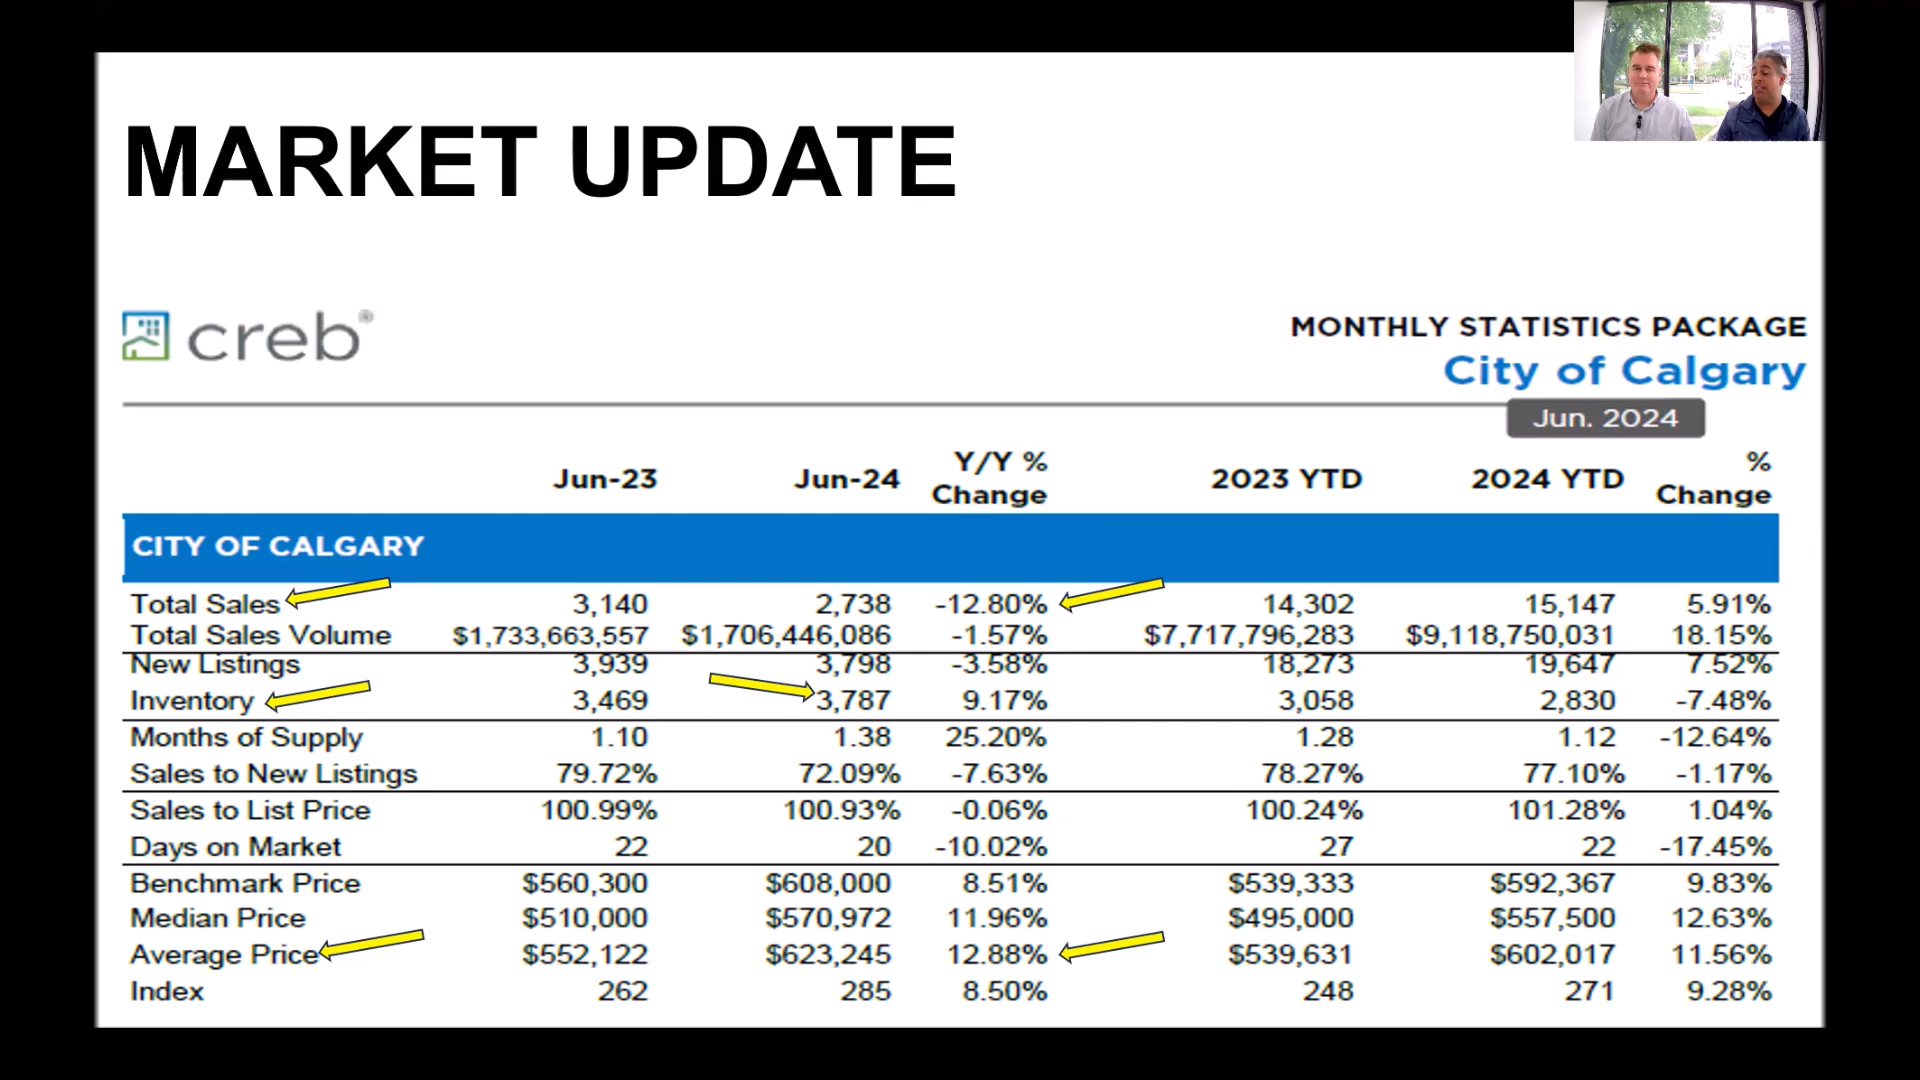 MARKET UPDATE
creb®
MONTHLY STATISTICS PACKAGE
City of Calgary
Jun. 2024
Jun-23 Jun-24 Y/Y % Change 2023 YTD 2024 YTD % Change
CITY OF CALGARY
Total Sales 3,140 2,738 -12.80% 14,302 15,147 5.91%
Total Sales Volume $1,733,663,557 $1,706,446,086 -1.57% $7,717,796,283 $9,118,750,031 18.15%
New Listings 3,939 3,798 -3.58% 18,273 19,647 7.52%
Inventory 3,469 3,787 9.17% 3,058 2,830 -7.48%
Months of Supply 1.10 1.38 25.20% 1.28 1.12 -12.64%
Sales to New Listings 79.72% 72.09% -7.63% 78.27% 77.10% -1.17%
Sales to List Price 100.99% 100.93% -0.06% 100.24% 101.28% 1.04%
Days on Market 22 20 -10.02% 27 22 -17.45%
Benchmark Price $560,300 $608,000 8.51% $539,333 $592,367 9.83%
Median Price $510,000 $570,972 11.96% $495,000 $557,500 12.63%
Average Price $552,122 $623,245 12.88% $539,631 $602,017 11.56%
Index 262 285 8.50% 248 271 9.28%